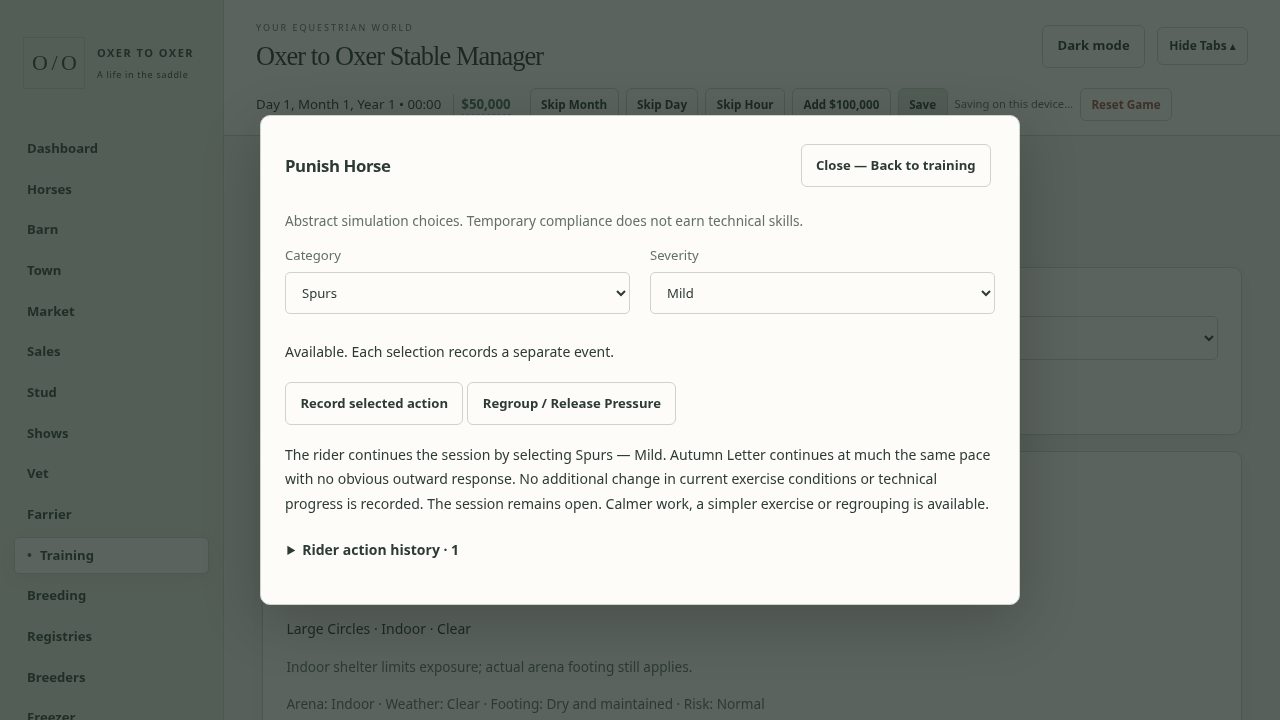 O/O
OXER TO OXER
A life in the saddle
Dashboard
Horses
Barn
Town
Market
Sales
Stud
Shows
Vet
Farrier
• Training
Breeding
Registries
Breeders
Freezer
YOUR EQUESTRIAN WORLD
Oxer to Oxer Stable Manager
Dark mode
Hide Tabs ▴
Day 1, Month 1, Year 1 • 00:00
$50,000
Skip Month
Skip Day
Skip Hour
Add $100,000
Save
Saving on this device…
Reset Game
Punish Horse
Close — Back to training
Abstract simulation choices. Temporary compliance does not earn technical skills.
Category
Severity
Spurs
Mild
Available. Each selection records a separate event.
Record selected action
Regroup / Release Pressure
The rider continues the session by selecting Spurs — Mild. Autumn Letter continues at much the same pace
with no obvious outward response. No additional change in current exercise conditions or technical
progress is recorded. The session remains open. Calmer work, a simpler exercise or regrouping is available.
▶ Rider action history · 1
Large Circles · Indoor · Clear
Indoor shelter limits exposure; actual arena footing still applies.
Arena: Indoor · Weather: Clear · Footing: Dry and maintained · Risk: Normal